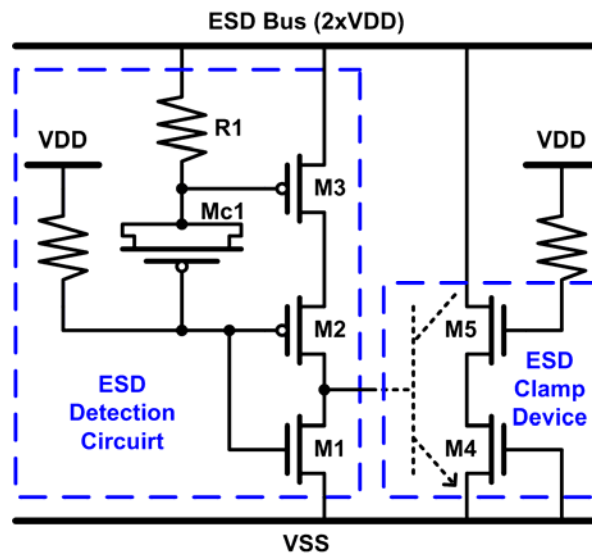 ESD Bus (2xVDD)
VDD
R1
VDD
M3
Mc1
M2
M5
ESD
Detection
Circuirt
ESD
Clamp
Device
M1
M4
VSS